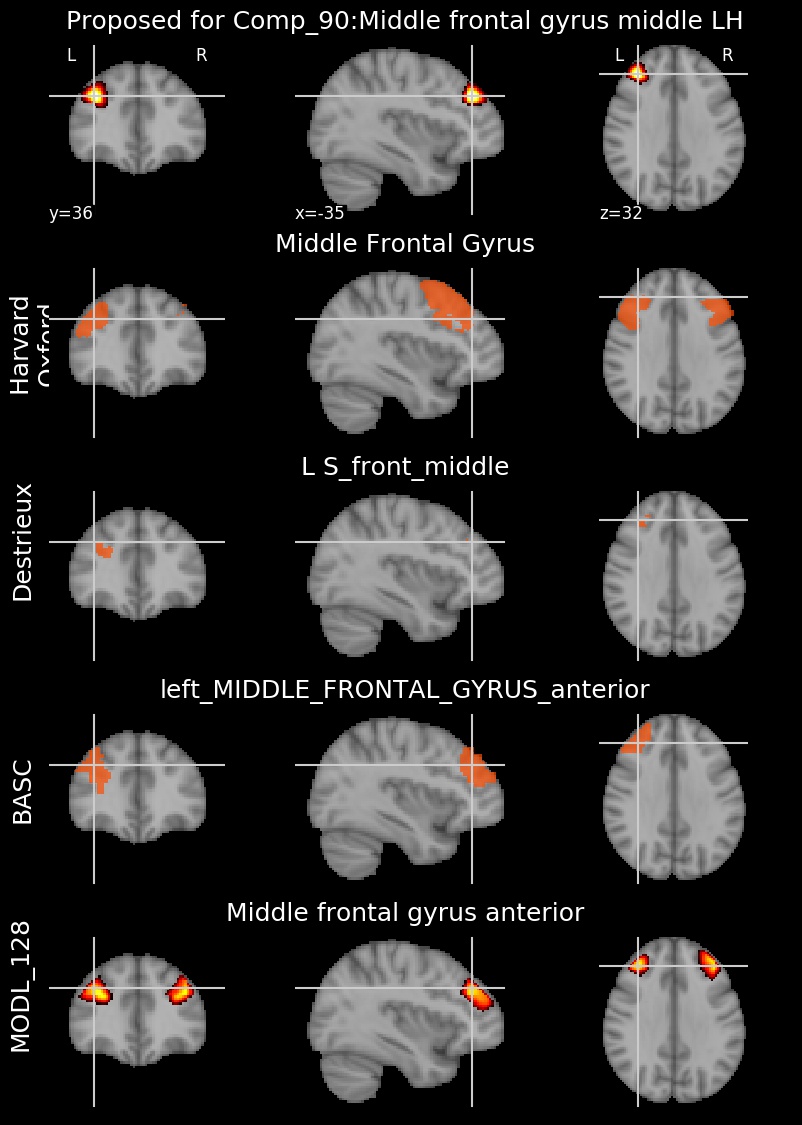 Proposed for Comp_90:Middle frontal gyrus middle LH
L R L R
y=36 x=-35 z=32
Middle Frontal Gyrus
Harvard
Oxford
L S_front_middle
Destrieux
left_MIDDLE_FRONTAL_GYRUS_anterior
BASC
Middle frontal gyrus anterior
MODL_128